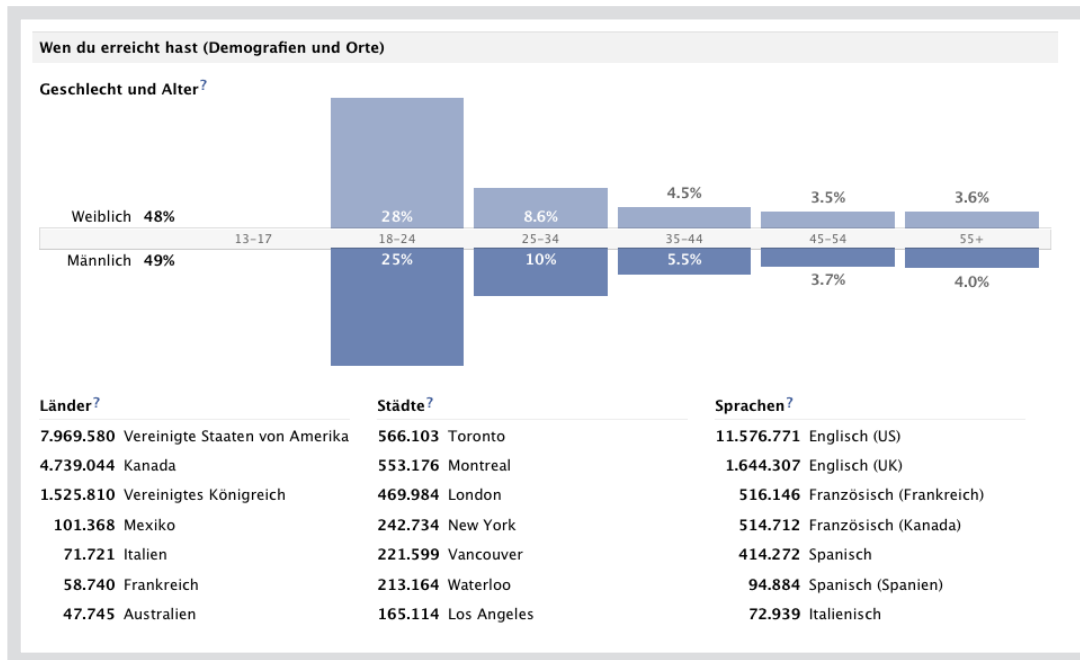 Wen du erreicht hast (Demografien und Orte)
Geschlecht und Alter?
4.5% 3.5% 3.6%
Weiblich 48% 28% 8.6%
13-17 18-24 25-34 35-44 45-54 55+
Männlich 49% 25% 10% 5.5%
3.7% 4.0%
Länder?
7.969.580 Vereinigte Staaten von Amerika
4.739.044 Kanada
1.525.810 Vereinigtes Königreich
101.368 Mexiko
71.721 Italien
58.740 Frankreich
47.745 Australien
Städte?
566.103 Toronto
553.176 Montreal
469.984 London
242.734 New York
221.599 Vancouver
213.164 Waterloo
165.114 Los Angeles
Sprachen?
11.576.771 Englisch (US)
1.644.307 Englisch (UK)
516.146 Französisch (Frankreich)
514.712 Französisch (Kanada)
414.272 Spanisch
94.884 Spanisch (Spanien)
72.939 Italienisch